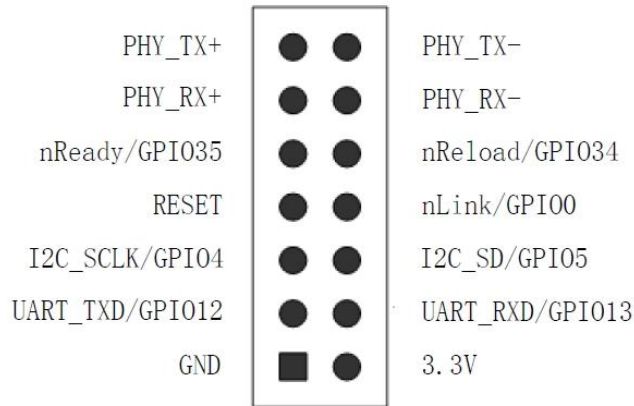 PHY_TX+ PHY_TX-
PHY_RX+ PHY_RX-
nReady/GPIO35 nReload/GPIO34
RESET nLink/GPIO0
I2C_SCLK/GPIO4 I2C_SD/GPIO5
UART_TXD/GPIO12 UART_RXD/GPIO13
GND 3.3V